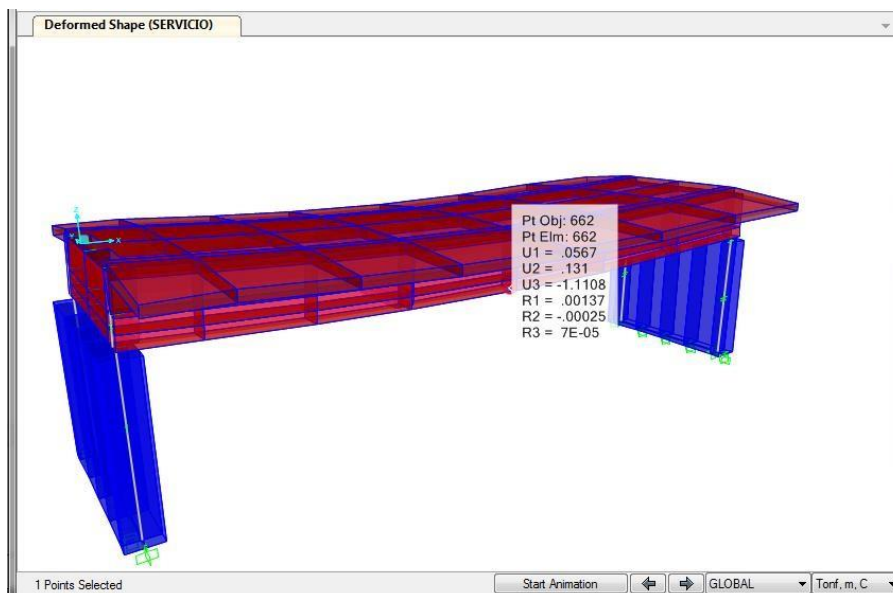 Deformed Shape (SERVICIO)
Z
X
Pt Obj: 662
Pt Elm: 662
U1 = .0567
U2 = .131
U3 = -1.1108
R1 = .00137
R2 = -.00025
R3 = 7E-05
1 Points Selected
Start Animation
GLOBAL
Tonf, m, C